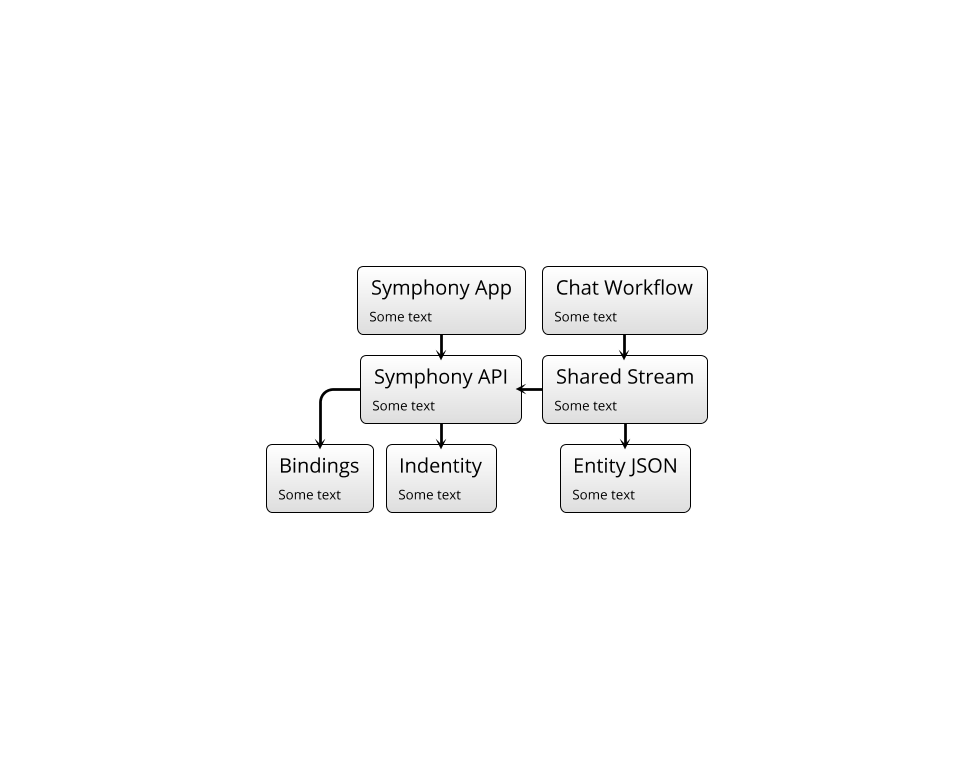 Symphony App
Some text
Chat Workflow
Some text
Symphony API
Some text
Shared Stream
Some text
Bindings
Some text
Indentity
Some text
Entity JSON
Some text